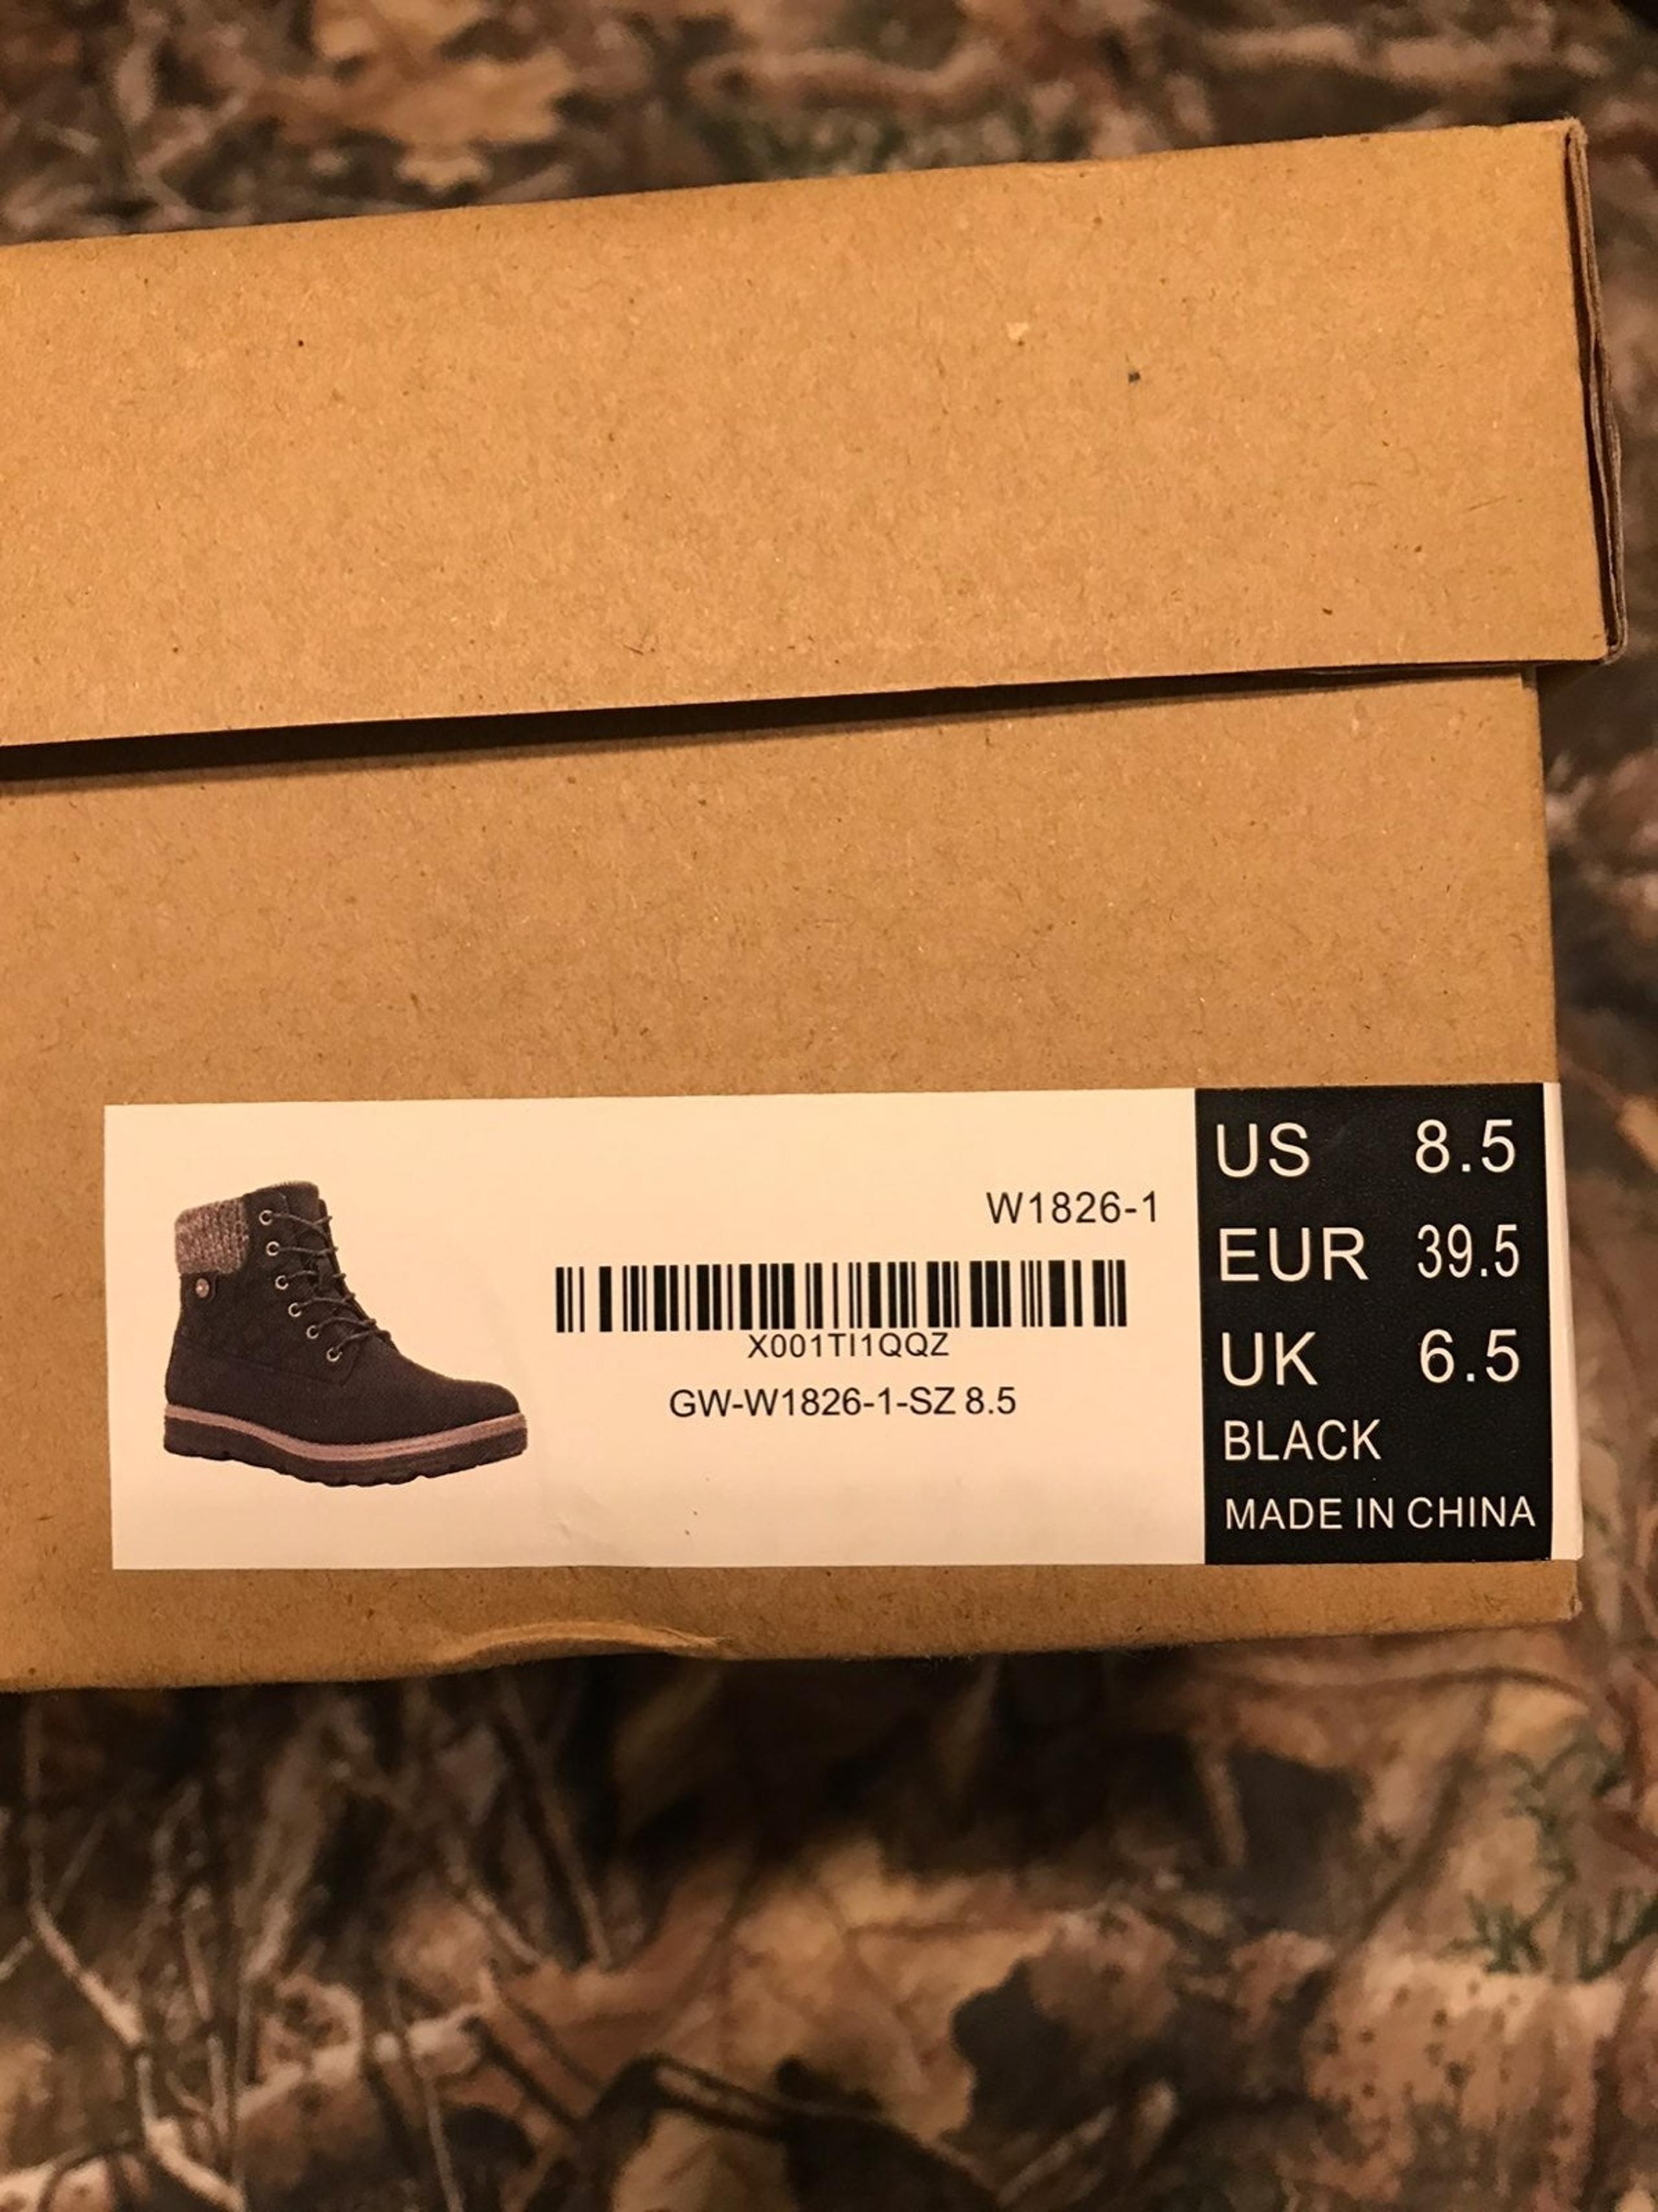 W1826-1
X001TI1QQZ
GW-W1826-1-SZ 8.5
US 8.5
EUR 39.5
UK 6.5
BLACK
MADE IN CHINA